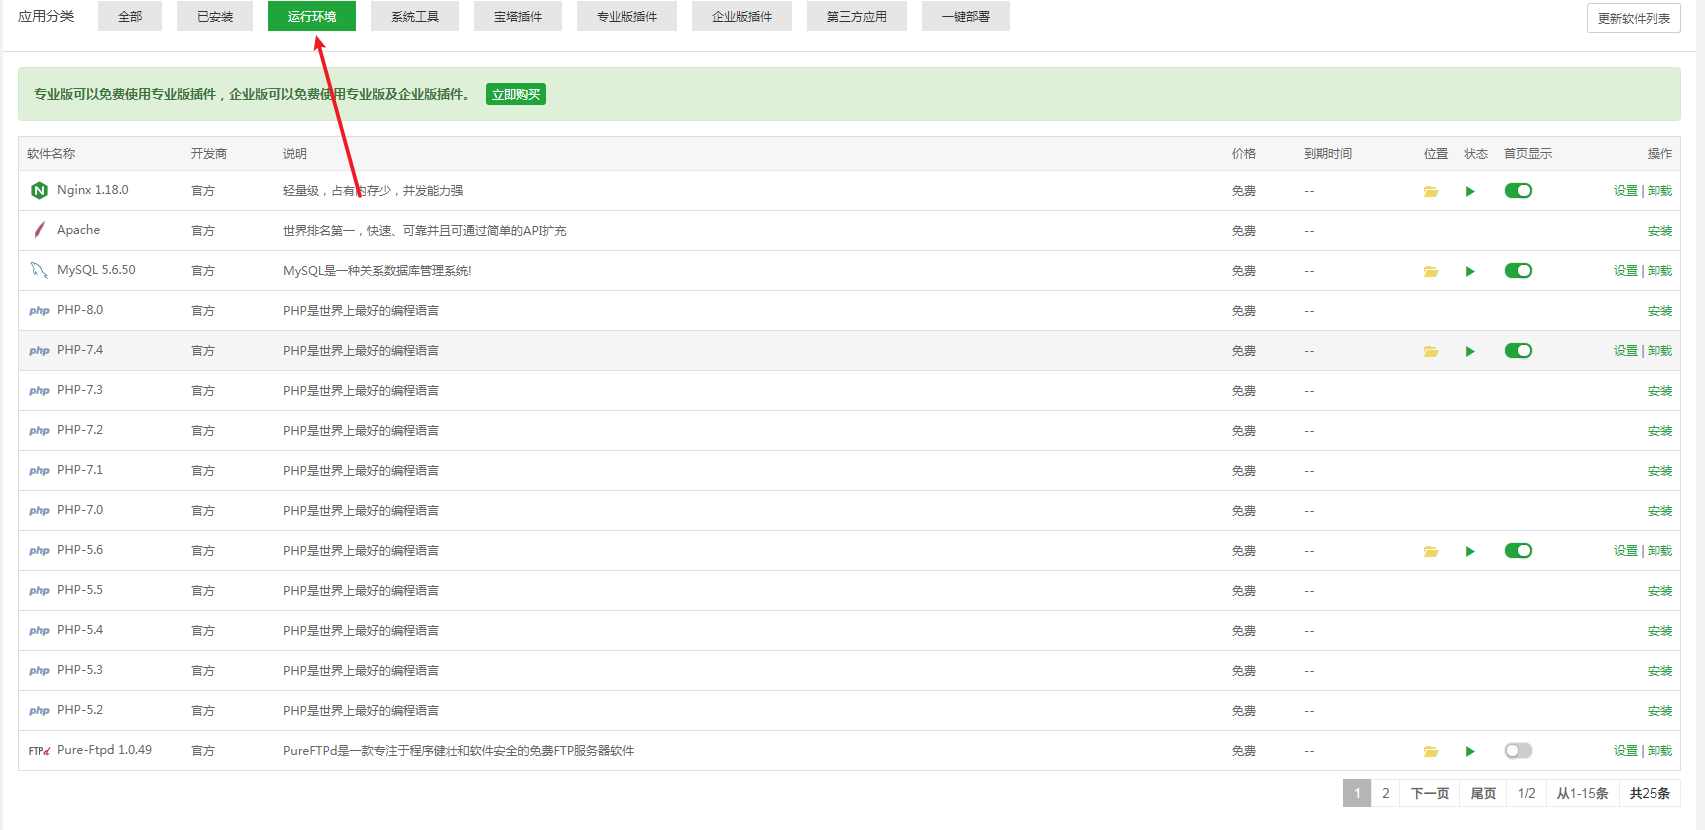 应用分类 全部 已安装 运行环境 系统工具 宝塔插件 专业版插件 企业版插件 第三方应用 一键部署 更新软件列表
专业版可以免费使用专业版插件，企业版可以免费使用专业版及企业版插件。 立即购买
软件名称 开发商 说明 价格 到期时间 位置 状态 首页显示 操作
Nginx 1.18.0 官方 轻量级，占有内存少，并发能力强 免费 -- 设置 | 卸载
Apache 官方 世界排名第一，快速、可靠并且可通过简单的API扩充 免费 -- 安装
MySQL 5.6.50 官方 MySQL是一种关系数据库管理系统! 免费 -- 设置 | 卸载
php PHP-8.0 官方 PHP是世界上最好的编程语言 免费 -- 安装
php PHP-7.4 官方 PHP是世界上最好的编程语言 免费 -- 设置 | 卸载
php PHP-7.3 官方 PHP是世界上最好的编程语言 免费 -- 安装
php PHP-7.2 官方 PHP是世界上最好的编程语言 免费 -- 安装
php PHP-7.1 官方 PHP是世界上最好的编程语言 免费 -- 安装
php PHP-7.0 官方 PHP是世界上最好的编程语言 免费 -- 安装
php PHP-5.6 官方 PHP是世界上最好的编程语言 免费 -- 设置 | 卸载
php PHP-5.5 官方 PHP是世界上最好的编程语言 免费 -- 安装
php PHP-5.4 官方 PHP是世界上最好的编程语言 免费 -- 安装
php PHP-5.3 官方 PHP是世界上最好的编程语言 免费 -- 安装
php PHP-5.2 官方 PHP是世界上最好的编程语言 免费 -- 安装
FTPd Pure-Ftpd 1.0.49 官方 PureFTPd是一款专注于程序健壮和软件安全的免费FTP服务器软件 免费 -- 设置 | 卸载
1 2 下一页 尾页 1/2 从1-15条 共25条